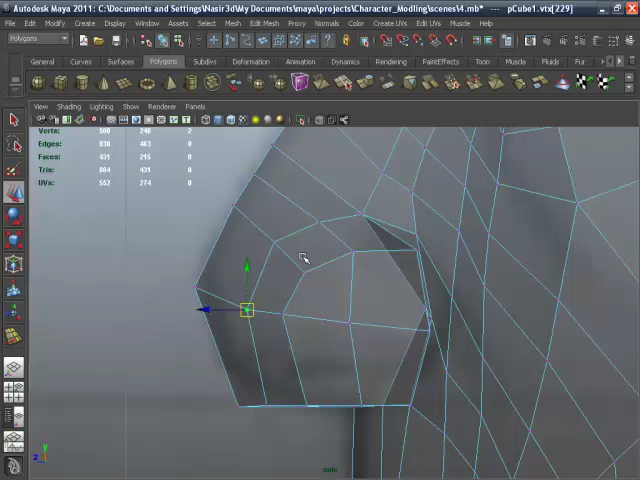 Autodesk Maya 2011: C:\Documents and Settings\Nasir3d\My Documents\maya\projects\Character_Modling\scenes\4.mb* --- pCube1.vtx[229]
File Edit Modify Create Display Window Assets Select Mesh Edit Mesh Proxy Normals Color Create UVs Edit UVs Muscle Help
Polygons
General Curves Surfaces Polygons Subdivs Deformation Animation Dynamics Rendering PaintEffects Toon Muscle Fluids Fur
View Shading Lighting Show Renderer Panels
Verts: 508 248 2
Edges: 938 463 0
Faces: 431 215 0
Tris: 864 431 0
UVs: 552 274 0
y
z
side